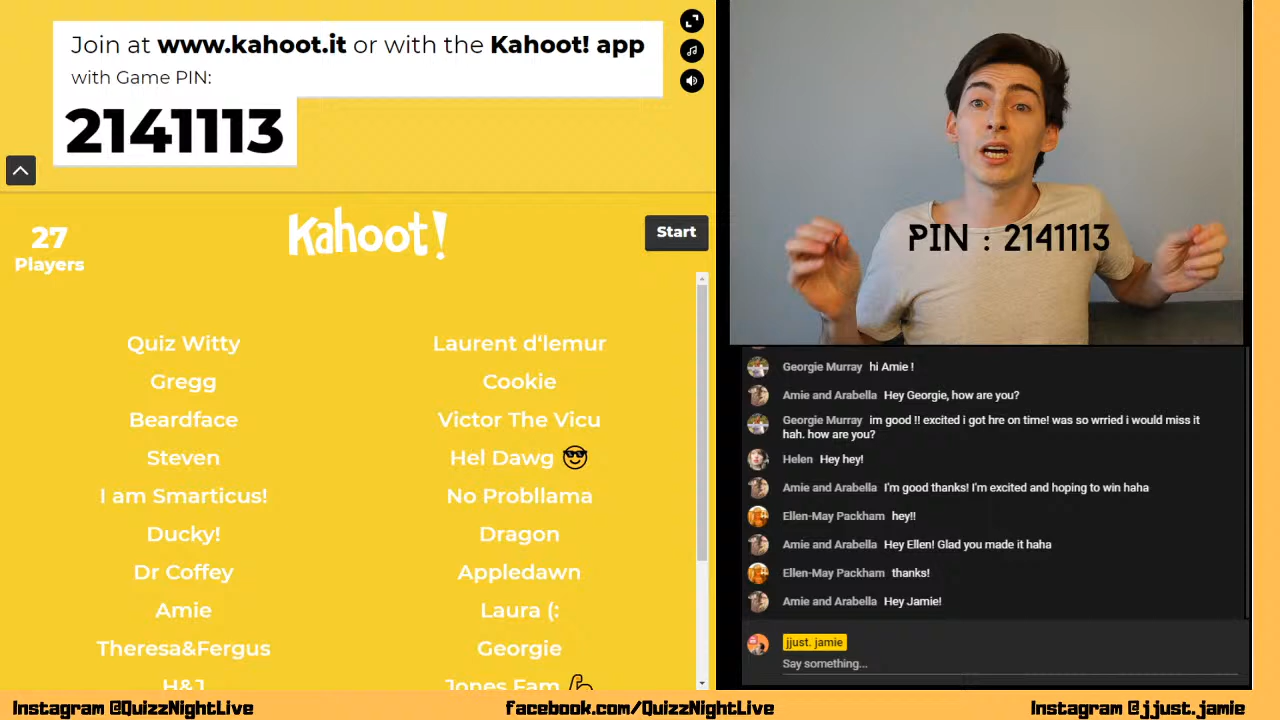 Join at www.kahoot.it or with the Kahoot! app
with Game PIN:
2141113
27
Players
Kahoot!
Start
Quiz Witty
Laurent d‘lemur
Gregg
Cookie
Beardface
Victor The Vicu
Steven
Hel Dawg 😎
I am Smarticus!
No Probllama
Ducky!
Dragon
Dr Coffey
Appledawn
Amie
Laura (:
Theresa&Fergus
Georgie
H&J
Jones Fam 💪
PIN : 2141113
Georgie Murray hi Amie !
Amie and Arabella Hey Georgie, how are you?
Georgie Murray im good !! excited i got hre on time! was so wrried i would miss it
hah. how are you?
Helen Hey hey!
Amie and Arabella I'm good thanks! I'm excited and hoping to win haha
Ellen-May Packham hey!!
Amie and Arabella Hey Ellen! Glad you made it haha
Ellen-May Packham thanks!
Amie and Arabella Hey Jamie!
jjust. jamie
Say something...
Instagram @QuizzNightLive
facebook.com/QuizzNightLive
Instagram @jjust.jamie